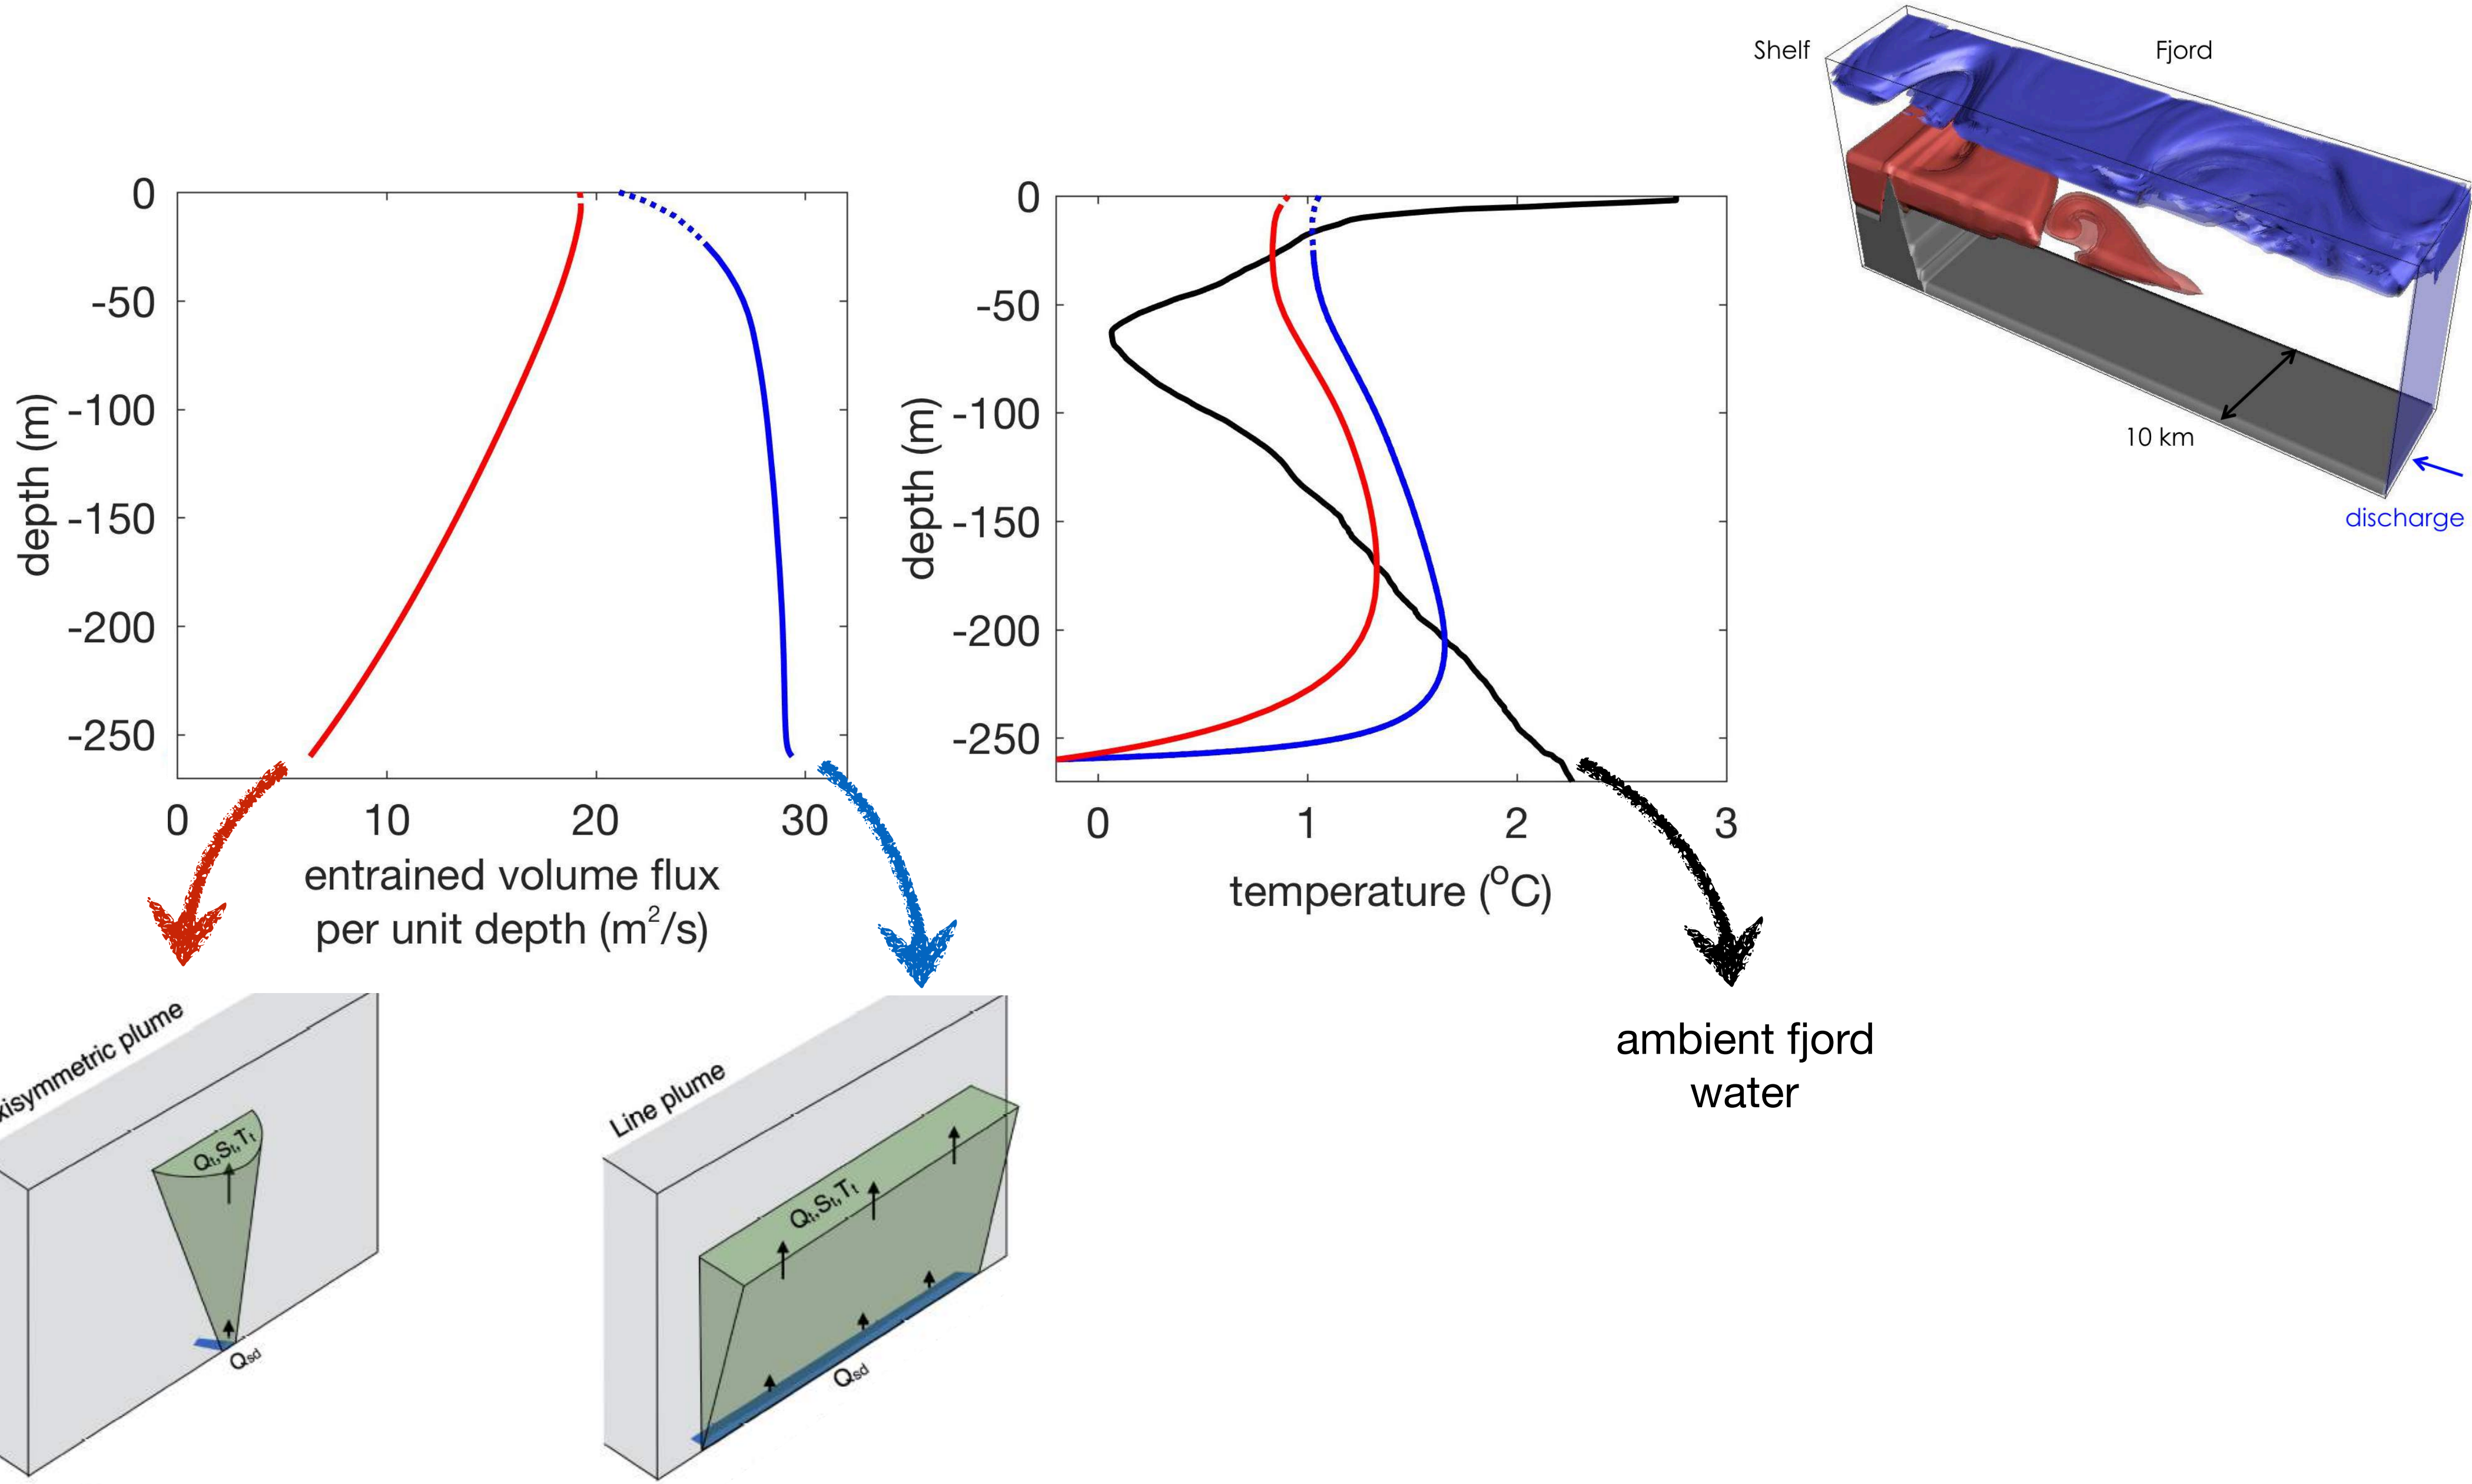 Shelf
Fjord
10 km
discharge
0
-50
-100
-150
-200
-250
depth (m)
0
10
20
30
entrained volume flux
per unit depth (m²/s)
0
-50
-100
-150
-200
-250
depth (m)
0
1
2
3
temperature (°C)
xisymmetric plume
Qt,St,Tt
Qsd
Line plume
Qt,St,Tt
Qsd
ambient fjord
water